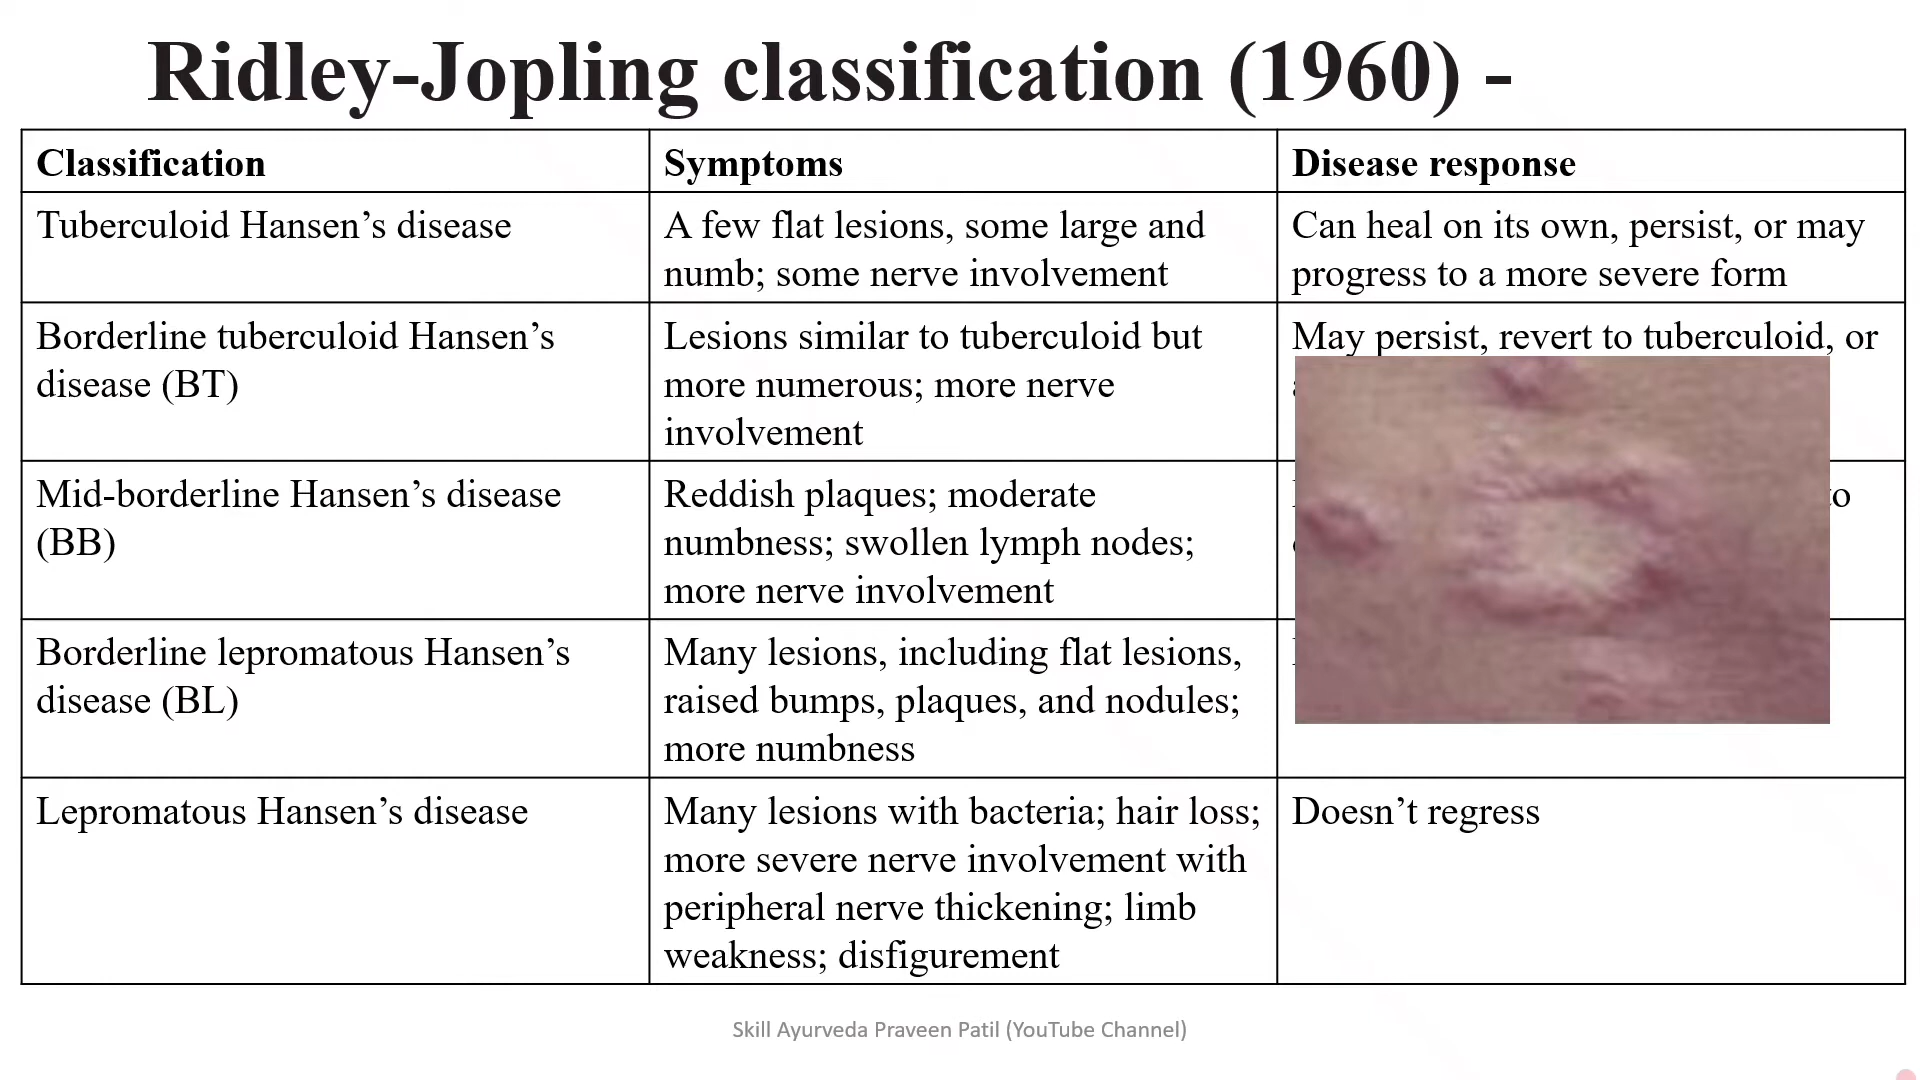 Ridley-Jopling classification (1960) -
Classification
Symptoms
Disease response
Tuberculoid Hansen’s disease
A few flat lesions, some large and
numb; some nerve involvement
Can heal on its own, persist, or may
progress to a more severe form
Borderline tuberculoid Hansen’s
disease (BT)
Lesions similar to tuberculoid but
more numerous; more nerve
involvement
May persist, revert to tuberculoid, or
Mid-borderline Hansen’s disease
(BB)
Reddish plaques; moderate
numbness; swollen lymph nodes;
more nerve involvement
Borderline lepromatous Hansen’s
disease (BL)
Many lesions, including flat lesions,
raised bumps, plaques, and nodules;
more numbness
Lepromatous Hansen’s disease
Many lesions with bacteria; hair loss;
more severe nerve involvement with
peripheral nerve thickening; limb
weakness; disfigurement
Doesn’t regress
Skill Ayurveda Praveen Patil (YouTube Channel)